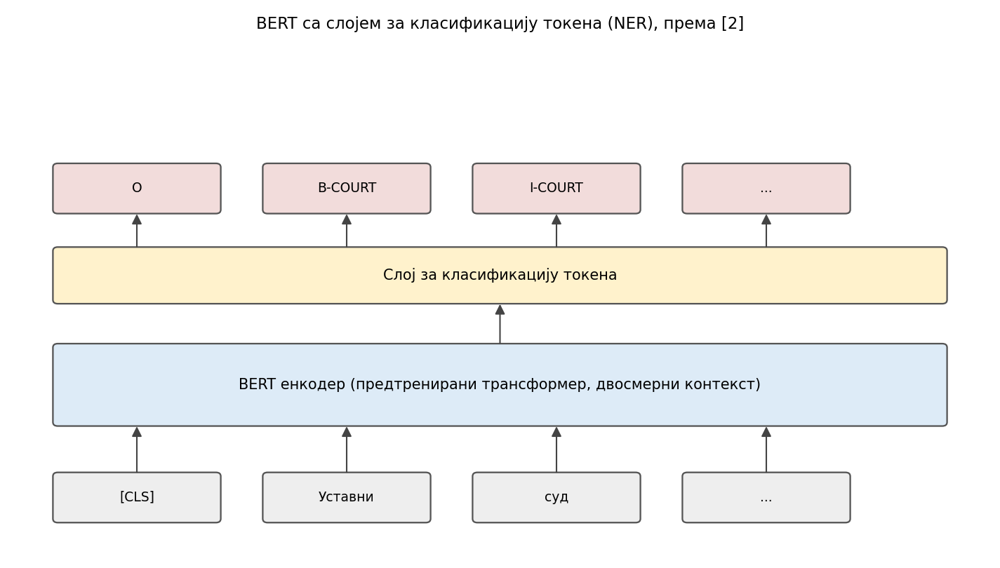 BERT са слојем за класификацију токена (NER), према [2]
O
B-COURT
I-COURT
...
Слој за класификацију токена
BERT енкодер (предтренирани трансформер, двосмерни контекст)
[CLS]
Уставни
суд
...